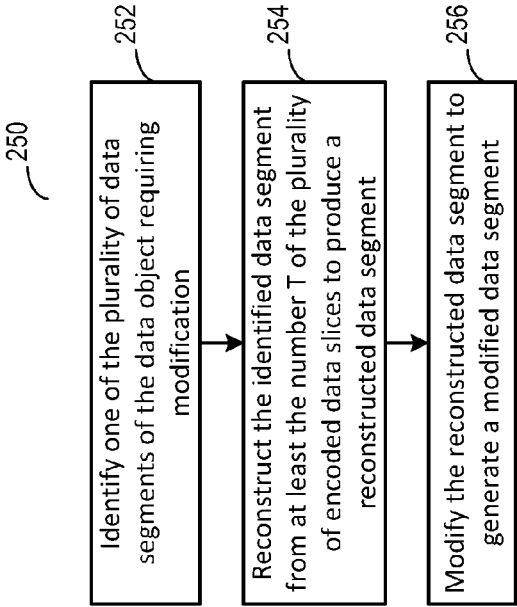 250
Identify one of the plurality of data
segments of the data object requiring
modification
252
Reconstruct the identified data segment
from at least the number T of the plurality
of encoded data slices to produce a
reconstructed data segment
254
Modify the reconstructed data segment to
generate a modified data segment
256